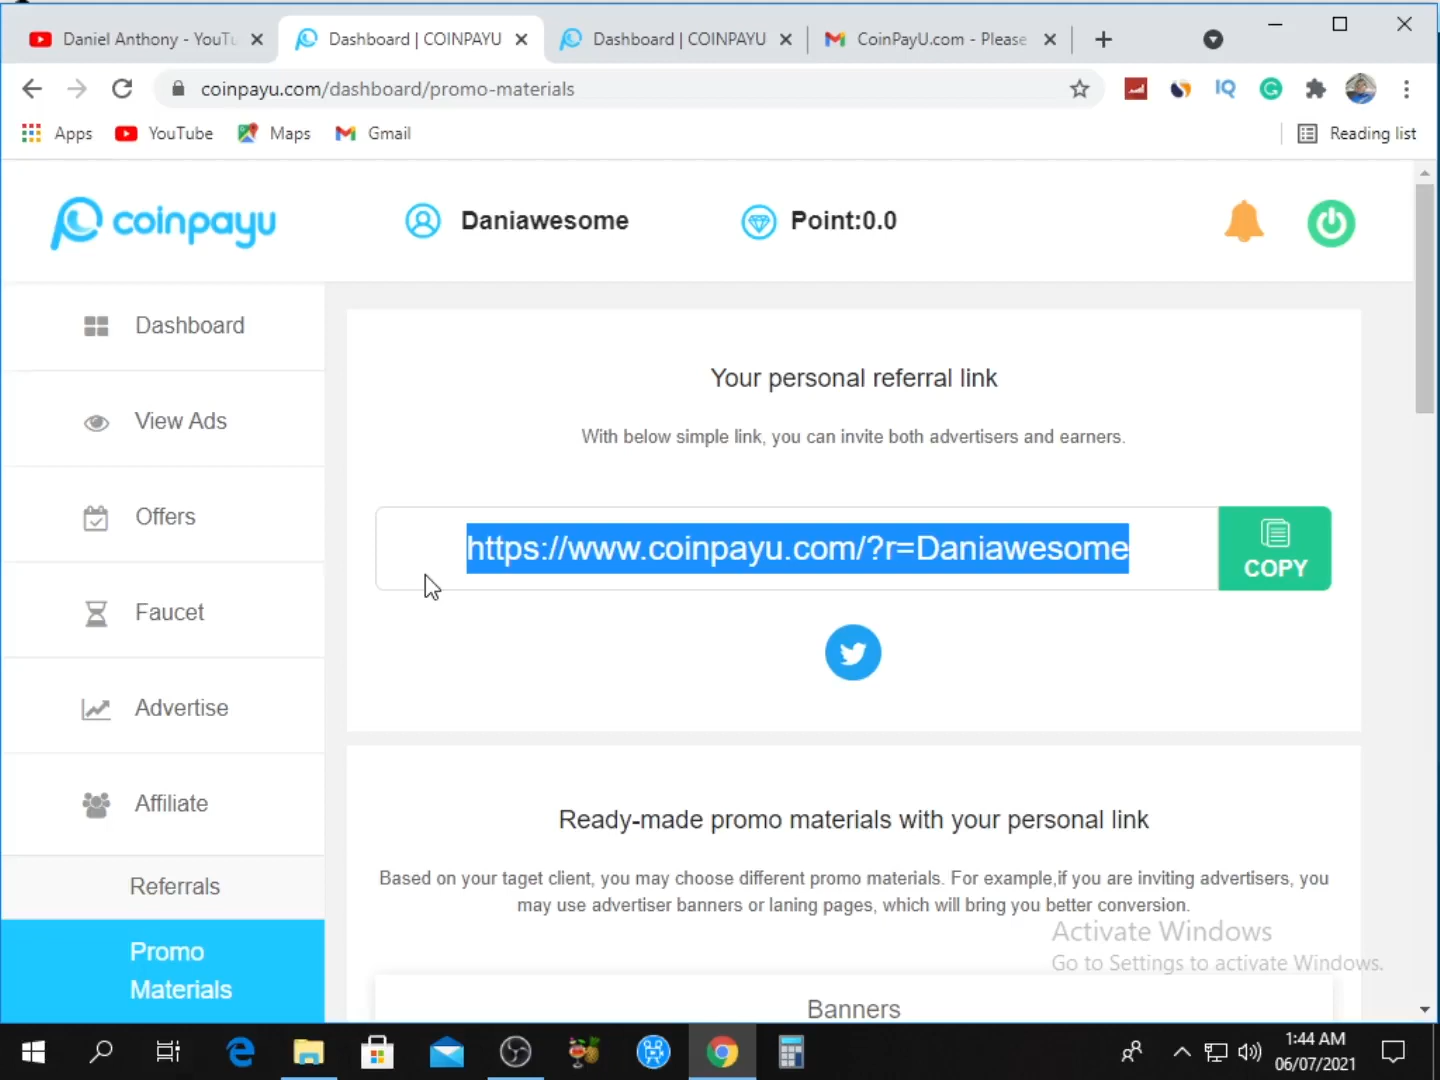 Daniel Anthony - YouTu
Dashboard | COINPAYU
Dashboard | COINPAYU
CoinPayU.com - Please
coinpayu.com/dashboard/promo-materials
IQ
Apps
YouTube
Maps
Gmail
Reading list
coinpayu
Daniawesome
Point:0.0
Dashboard
View Ads
Offers
Faucet
Advertise
Affiliate
Referrals
Promo
Materials
Your personal referral link
With below simple link, you can invite both advertisers and earners.
https://www.coinpayu.com/?r=Daniawesome
COPY
Ready-made promo materials with your personal link
Based on your taget client, you may choose different promo materials. For example,if you are inviting advertisers, you
may use advertiser banners or laning pages, which will bring you better conversion.
Activate Windows
Go to Settings to activate Windows.
Banners
1:44 AM
06/07/2021